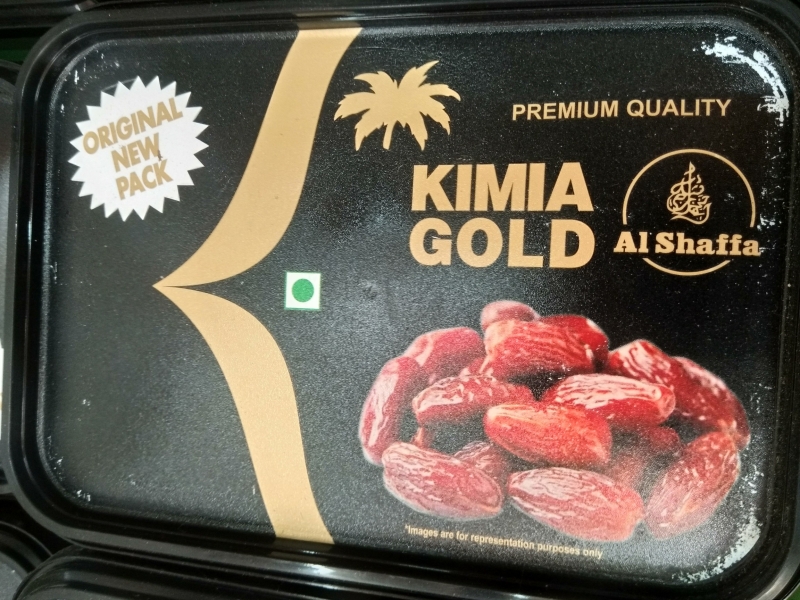 ORIGINAL
NEW
PACK
PREMIUM QUALITY
KIMIA
GOLD
Al Shaffa
*Images are for representation purposes only